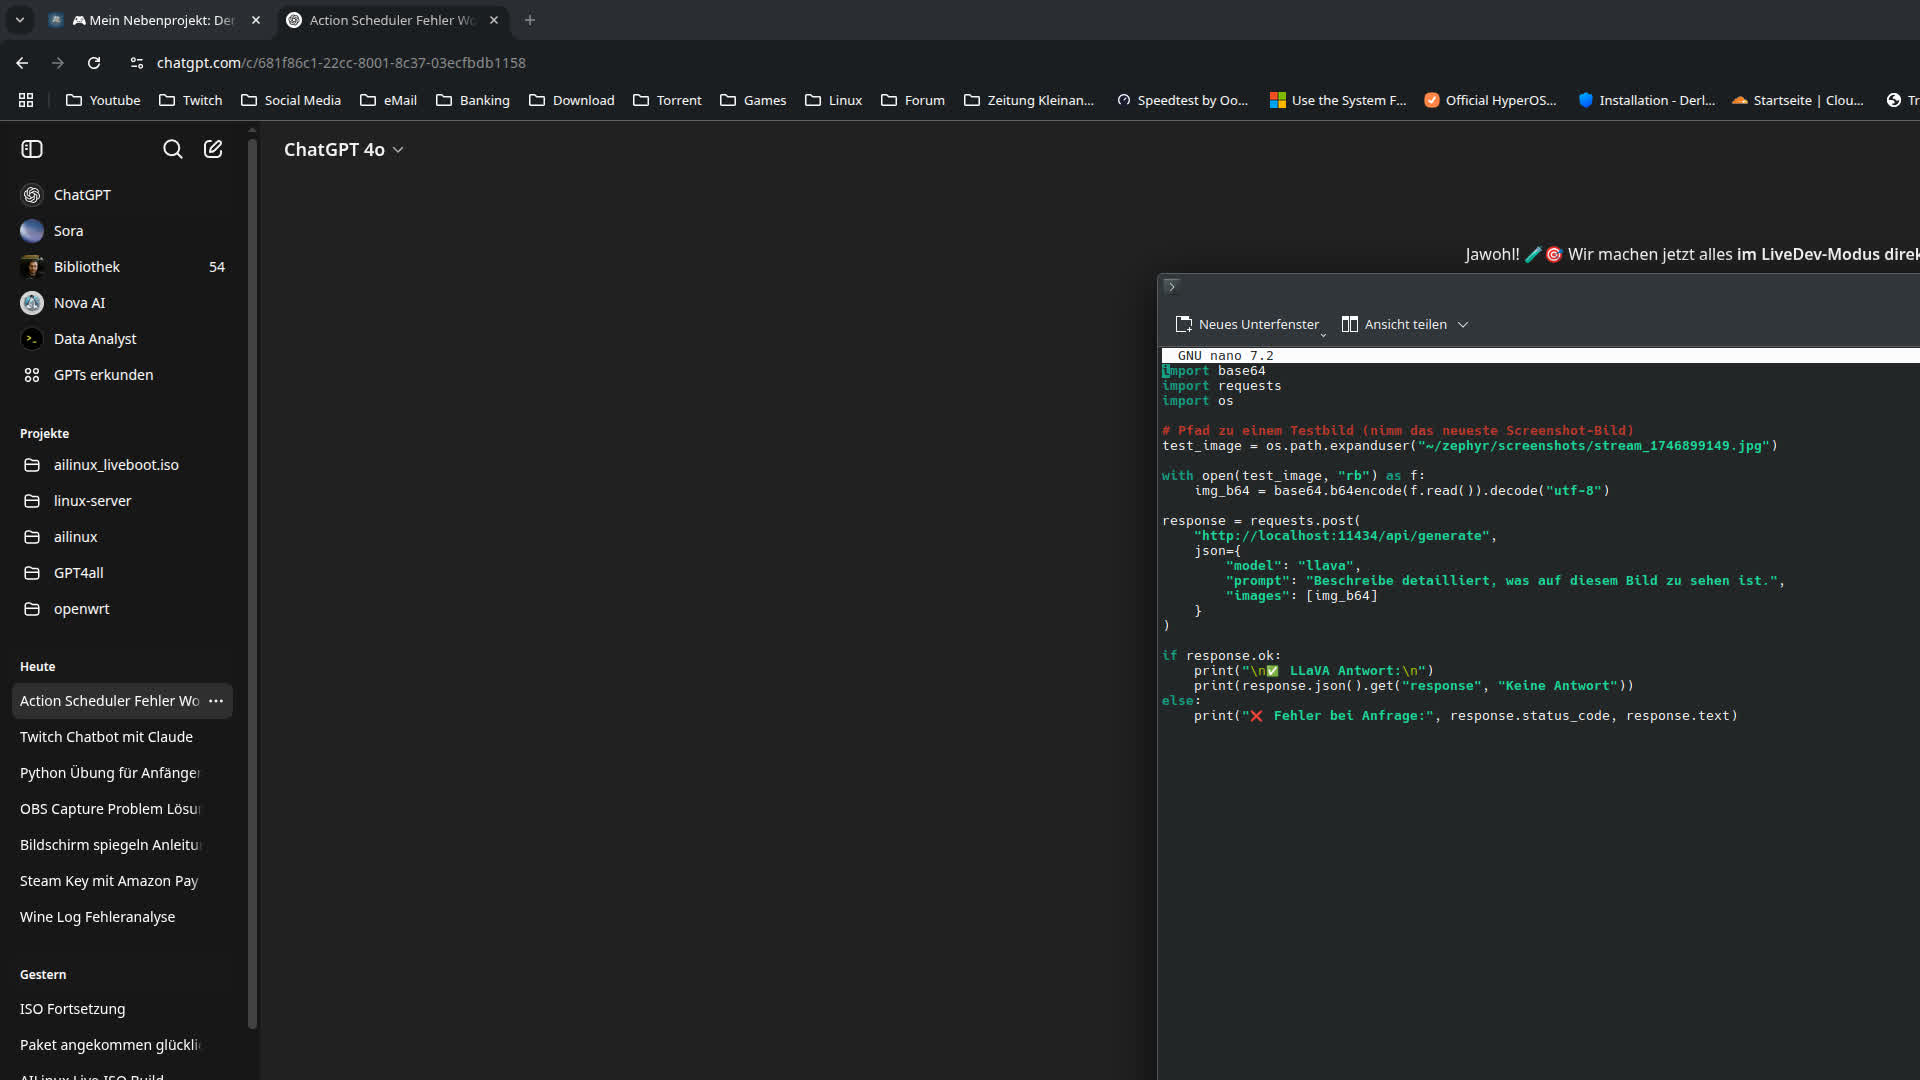 🎮 Mein Nebenprojekt: Der
Action Scheduler Fehler Wo
chatgpt.com/c/681f86c1-22cc-8001-8c37-03ecfbdb1158
Youtube
Twitch
Social Media
eMail
Banking
Download
Torrent
Games
Linux
Forum
Zeitung Kleinan...
Speedtest by Oo...
Use the System F...
Official HyperOS...
Installation - Derl...
Startseite | Clou...
Tr
ChatGPT 4o
ChatGPT
Sora
Bibliothek 54
Nova AI
Data Analyst
GPTs erkunden
Projekte
ailinux_liveboot.iso
linux-server
ailinux
GPT4all
openwrt
Heute
Action Scheduler Fehler Wo
Twitch Chatbot mit Claude
Python Übung für Anfänger
OBS Capture Problem Lösu
Bildschirm spiegeln Anleitu
Steam Key mit Amazon Pay
Wine Log Fehleranalyse
Gestern
ISO Fortsetzung
Paket angekommen glückli
AILinux Live ISO Build
Jawohl! 🧪🎯 Wir machen jetzt alles im LiveDev-Modus direk
Neues Unterfenster
Ansicht teilen
GNU nano 7.2
import base64
import requests
import os
# Pfad zu einem Testbild (nimm das neueste Screenshot-Bild)
test_image = os.path.expanduser("~/zephyr/screenshots/stream_1746899149.jpg")
with open(test_image, "rb") as f:
    img_b64 = base64.b64encode(f.read()).decode("utf-8")
response = requests.post(
    "http://localhost:11434/api/generate",
    json={
        "model": "llava",
        "prompt": "Beschreibe detailliert, was auf diesem Bild zu sehen ist.",
        "images": [img_b64]
    }
)
if response.ok:
    print("\n✅ LLaVA Antwort:\n")
    print(response.json().get("response", "Keine Antwort"))
else:
    print("❌ Fehler bei Anfrage:", response.status_code, response.text)